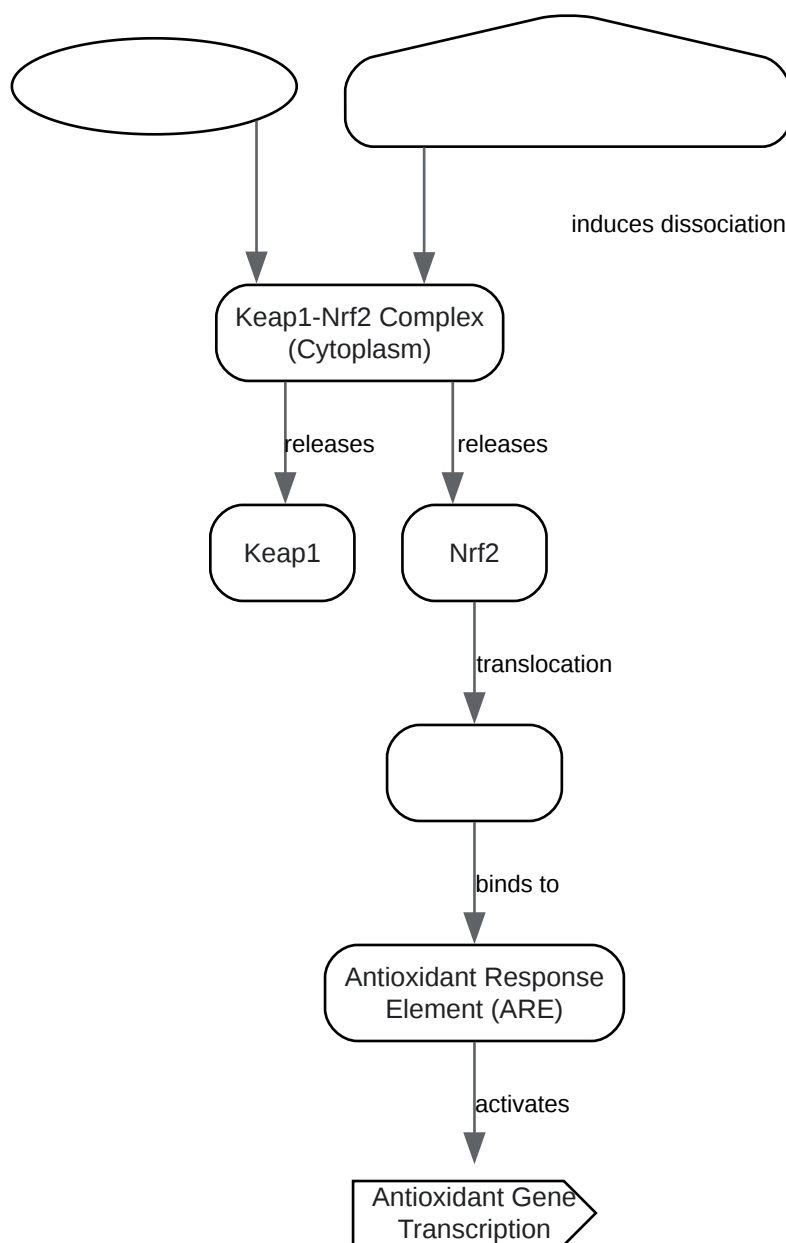 induces dissociation
Keap1-Nrf2 Complex
(Cytoplasm)
releases
releases
Keap1
Nrf2
translocation
binds to
Antioxidant Response
Element (ARE)
activates
Antioxidant Gene
Transcription